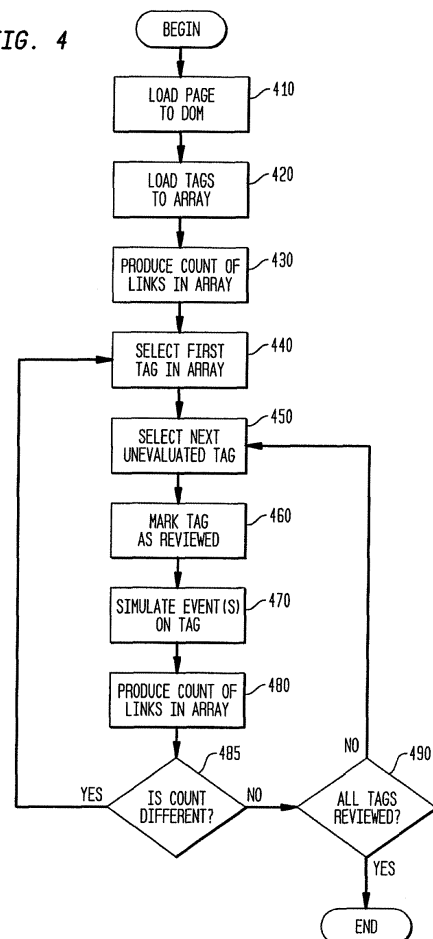 FIG. 4
BEGIN
LOAD PAGE
TO DOM
410
LOAD TAGS
TO ARRAY
420
PRODUCE COUNT OF
LINKS IN ARRAY
430
SELECT FIRST
TAG IN ARRAY
440
SELECT NEXT
UNEVALUATED TAG
450
MARK TAG
AS REVIEWED
460
SIMULATE EVENT(S)
ON TAG
470
PRODUCE COUNT OF
LINKS IN ARRAY
480
IS COUNT
DIFFERENT?
485
YES
NO
ALL TAGS
REVIEWED?
490
NO
YES
END